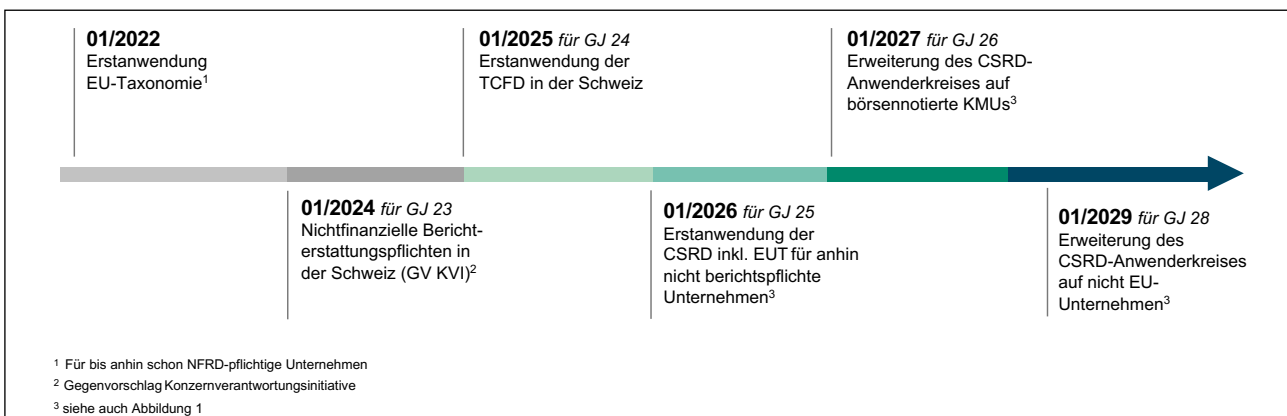 01/2022
Erstanwendung
EU-Taxonomie¹
01/2025 für GJ 24
Erstanwendung der
TCFD in der Schweiz
01/2027 für GJ 26
Erweiterung des CSRD-
Anwenderkreises auf
börsennotierte KMUs³
01/2024 für GJ 23
Nichtfinanzielle Bericht-
erstattungspflichten in
der Schweiz (GV KVI)²
01/2026 für GJ 25
Erstanwendung der
CSRD inkl. EUT für anhin
nicht berichtspflichte
Unternehmen³
01/2029 für GJ 28
Erweiterung des
CSRD-Anwenderkreises
auf nicht EU-
Unternehmen³
¹ Für bis anhin schon NFRD-pflichtige Unternehmen
² Gegenvorschlag Konzernverantwortungsinitiative
³ siehe auch Abbildung 1